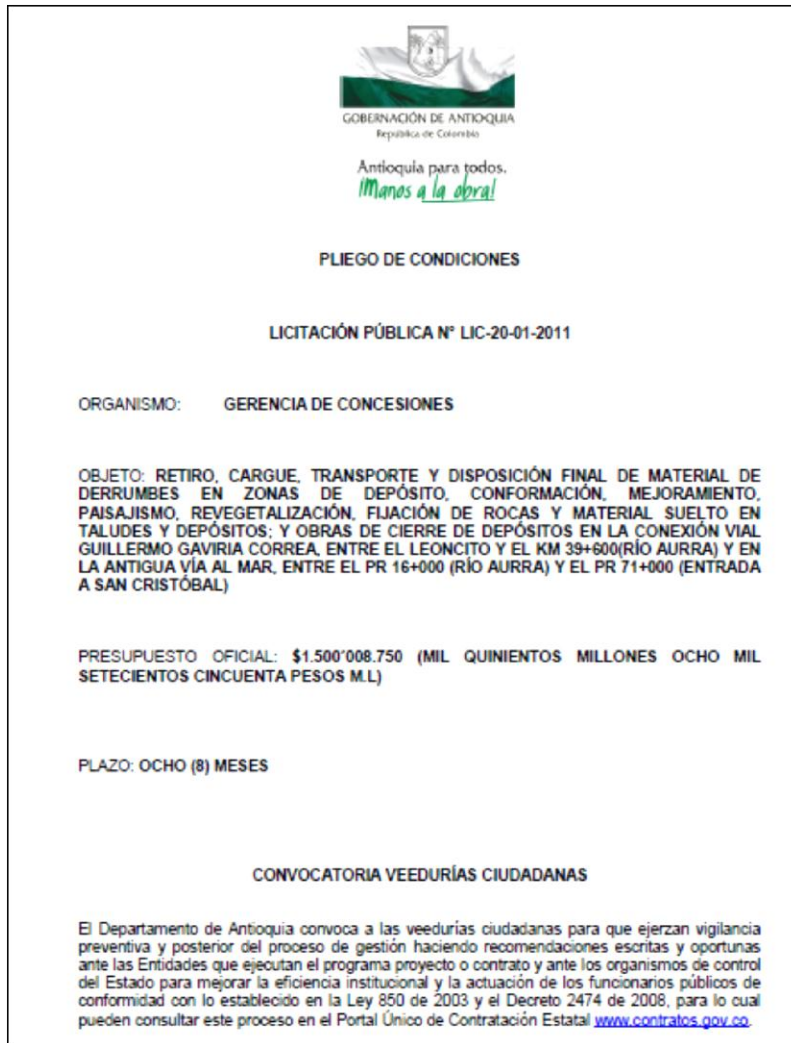 GOBERNACIÓN DE ANTIOQUIA
República de Colombia
Antioquia para todos.
¡Manos a la obra!
PLIEGO DE CONDICIONES
LICITACIÓN PÚBLICA N° LIC-20-01-2011
ORGANISMO: GERENCIA DE CONCESIONES
OBJETO: RETIRO, CARGUE, TRANSPORTE Y DISPOSICIÓN FINAL DE MATERIAL DE
DERRUMBES EN ZONAS DE DEPÓSITO, CONFORMACIÓN, MEJORAMIENTO,
PAISAJISMO, REVEGETALIZACIÓN, FIJACIÓN DE ROCAS Y MATERIAL SUELTO EN
TALUDES Y DEPÓSITOS; Y OBRAS DE CIERRE DE DEPÓSITOS EN LA CONEXIÓN VIAL
GUILLERMO GAVIRIA CORREA, ENTRE EL LEONCITO Y EL KM 39+600(RÍO AURRA) Y EN
LA ANTIGUA VÍA AL MAR, ENTRE EL PR 16+000 (RÍO AURRA) Y EL PR 71+000 (ENTRADA
A SAN CRISTÓBAL)
PRESUPUESTO OFICIAL: $1.500´008.750 (MIL QUINIENTOS MILLONES OCHO MIL
SETECIENTOS CINCUENTA PESOS M.L)
PLAZO: OCHO (8) MESES
CONVOCATORIA VEEDURÍAS CIUDADANAS
El Departamento de Antioquia convoca a las veedurías ciudadanas para que ejerzan vigilancia
preventiva y posterior del proceso de gestión haciendo recomendaciones escritas y oportunas
ante las Entidades que ejecutan el programa proyecto o contrato y ante los organismos de control
del Estado para mejorar la eficiencia institucional y la actuación de los funcionarios públicos de
conformidad con lo establecido en la Ley 850 de 2003 y el Decreto 2474 de 2008, para lo cual
pueden consultar este proceso en el Portal Único de Contratación Estatal www.contratos.gov.co.